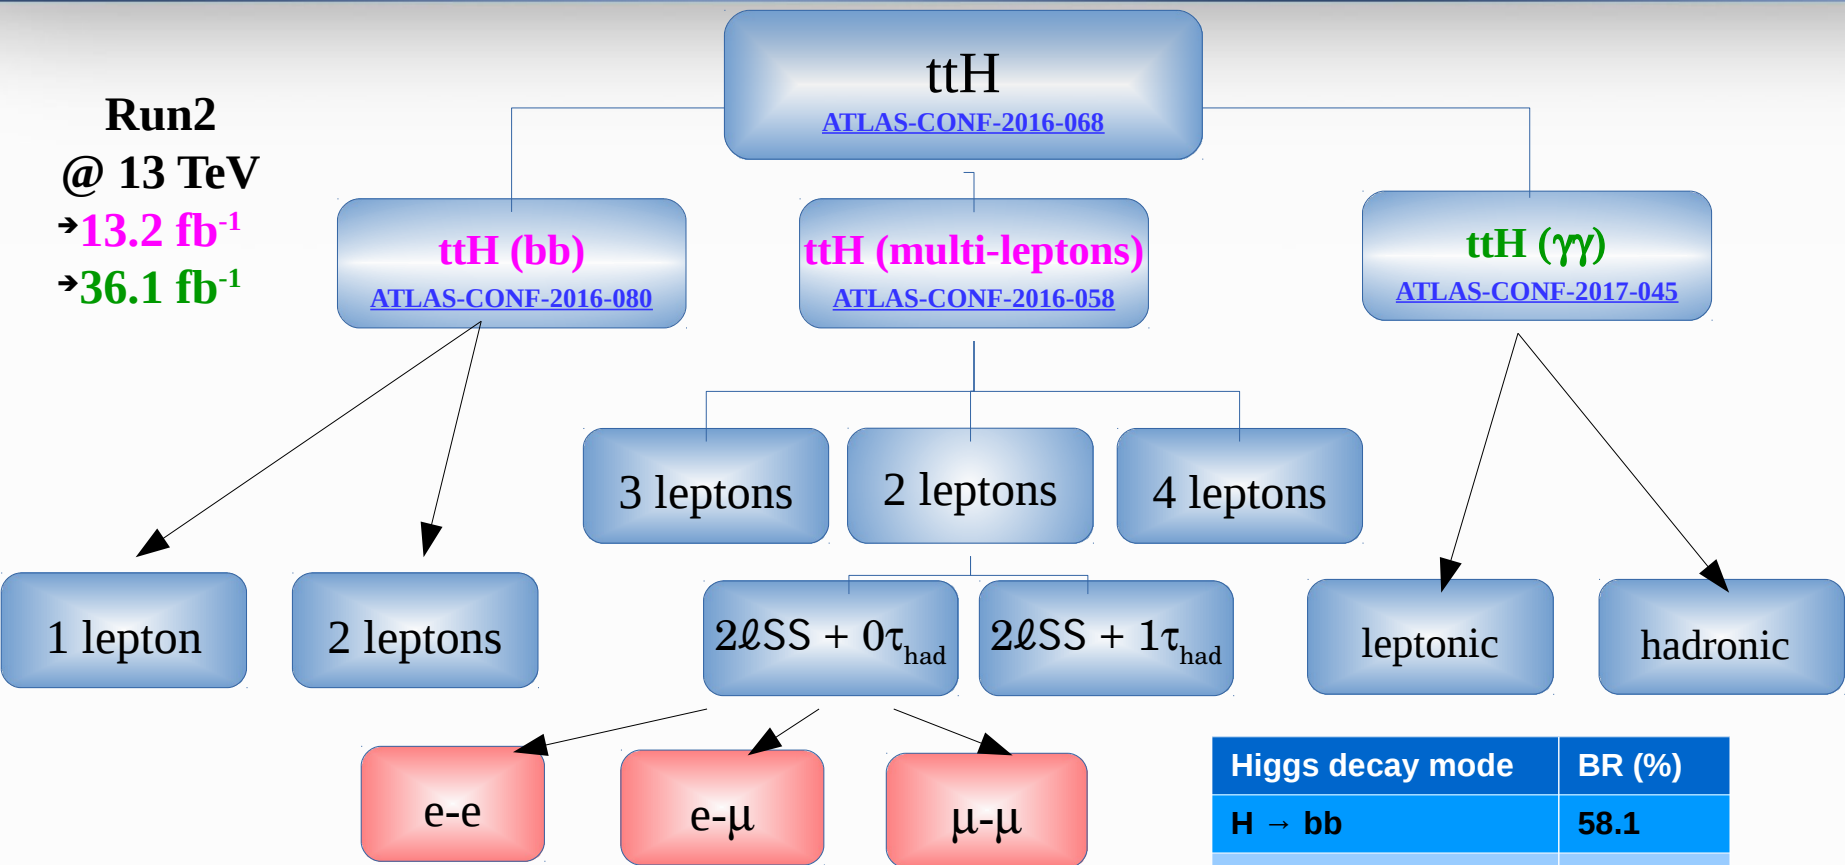 ttH
ATLAS-CONF-2016-068
Run2
@ 13 TeV
➔13.2 fb⁻¹
➔36.1 fb⁻¹
ttH (bb)
ATLAS-CONF-2016-080
ttH (multi-leptons)
ATLAS-CONF-2016-058
ttH (γγ)
ATLAS-CONF-2017-045
3 leptons
2 leptons
4 leptons
1 lepton
2 leptons
2ℓSS + 0τhad
2ℓSS + 1τhad
leptonic
hadronic
e-e
e-μ
μ-μ
Higgs decay mode BR (%)
H → bb 58.1